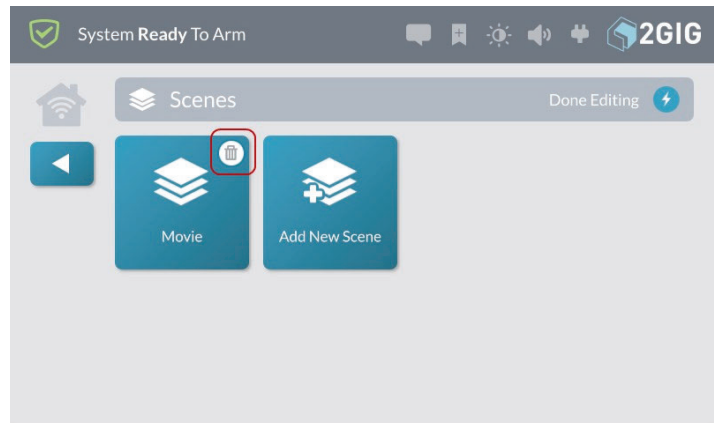 System Ready To Arm
2GIG
Scenes
Done Editing
Movie
Add New Scene